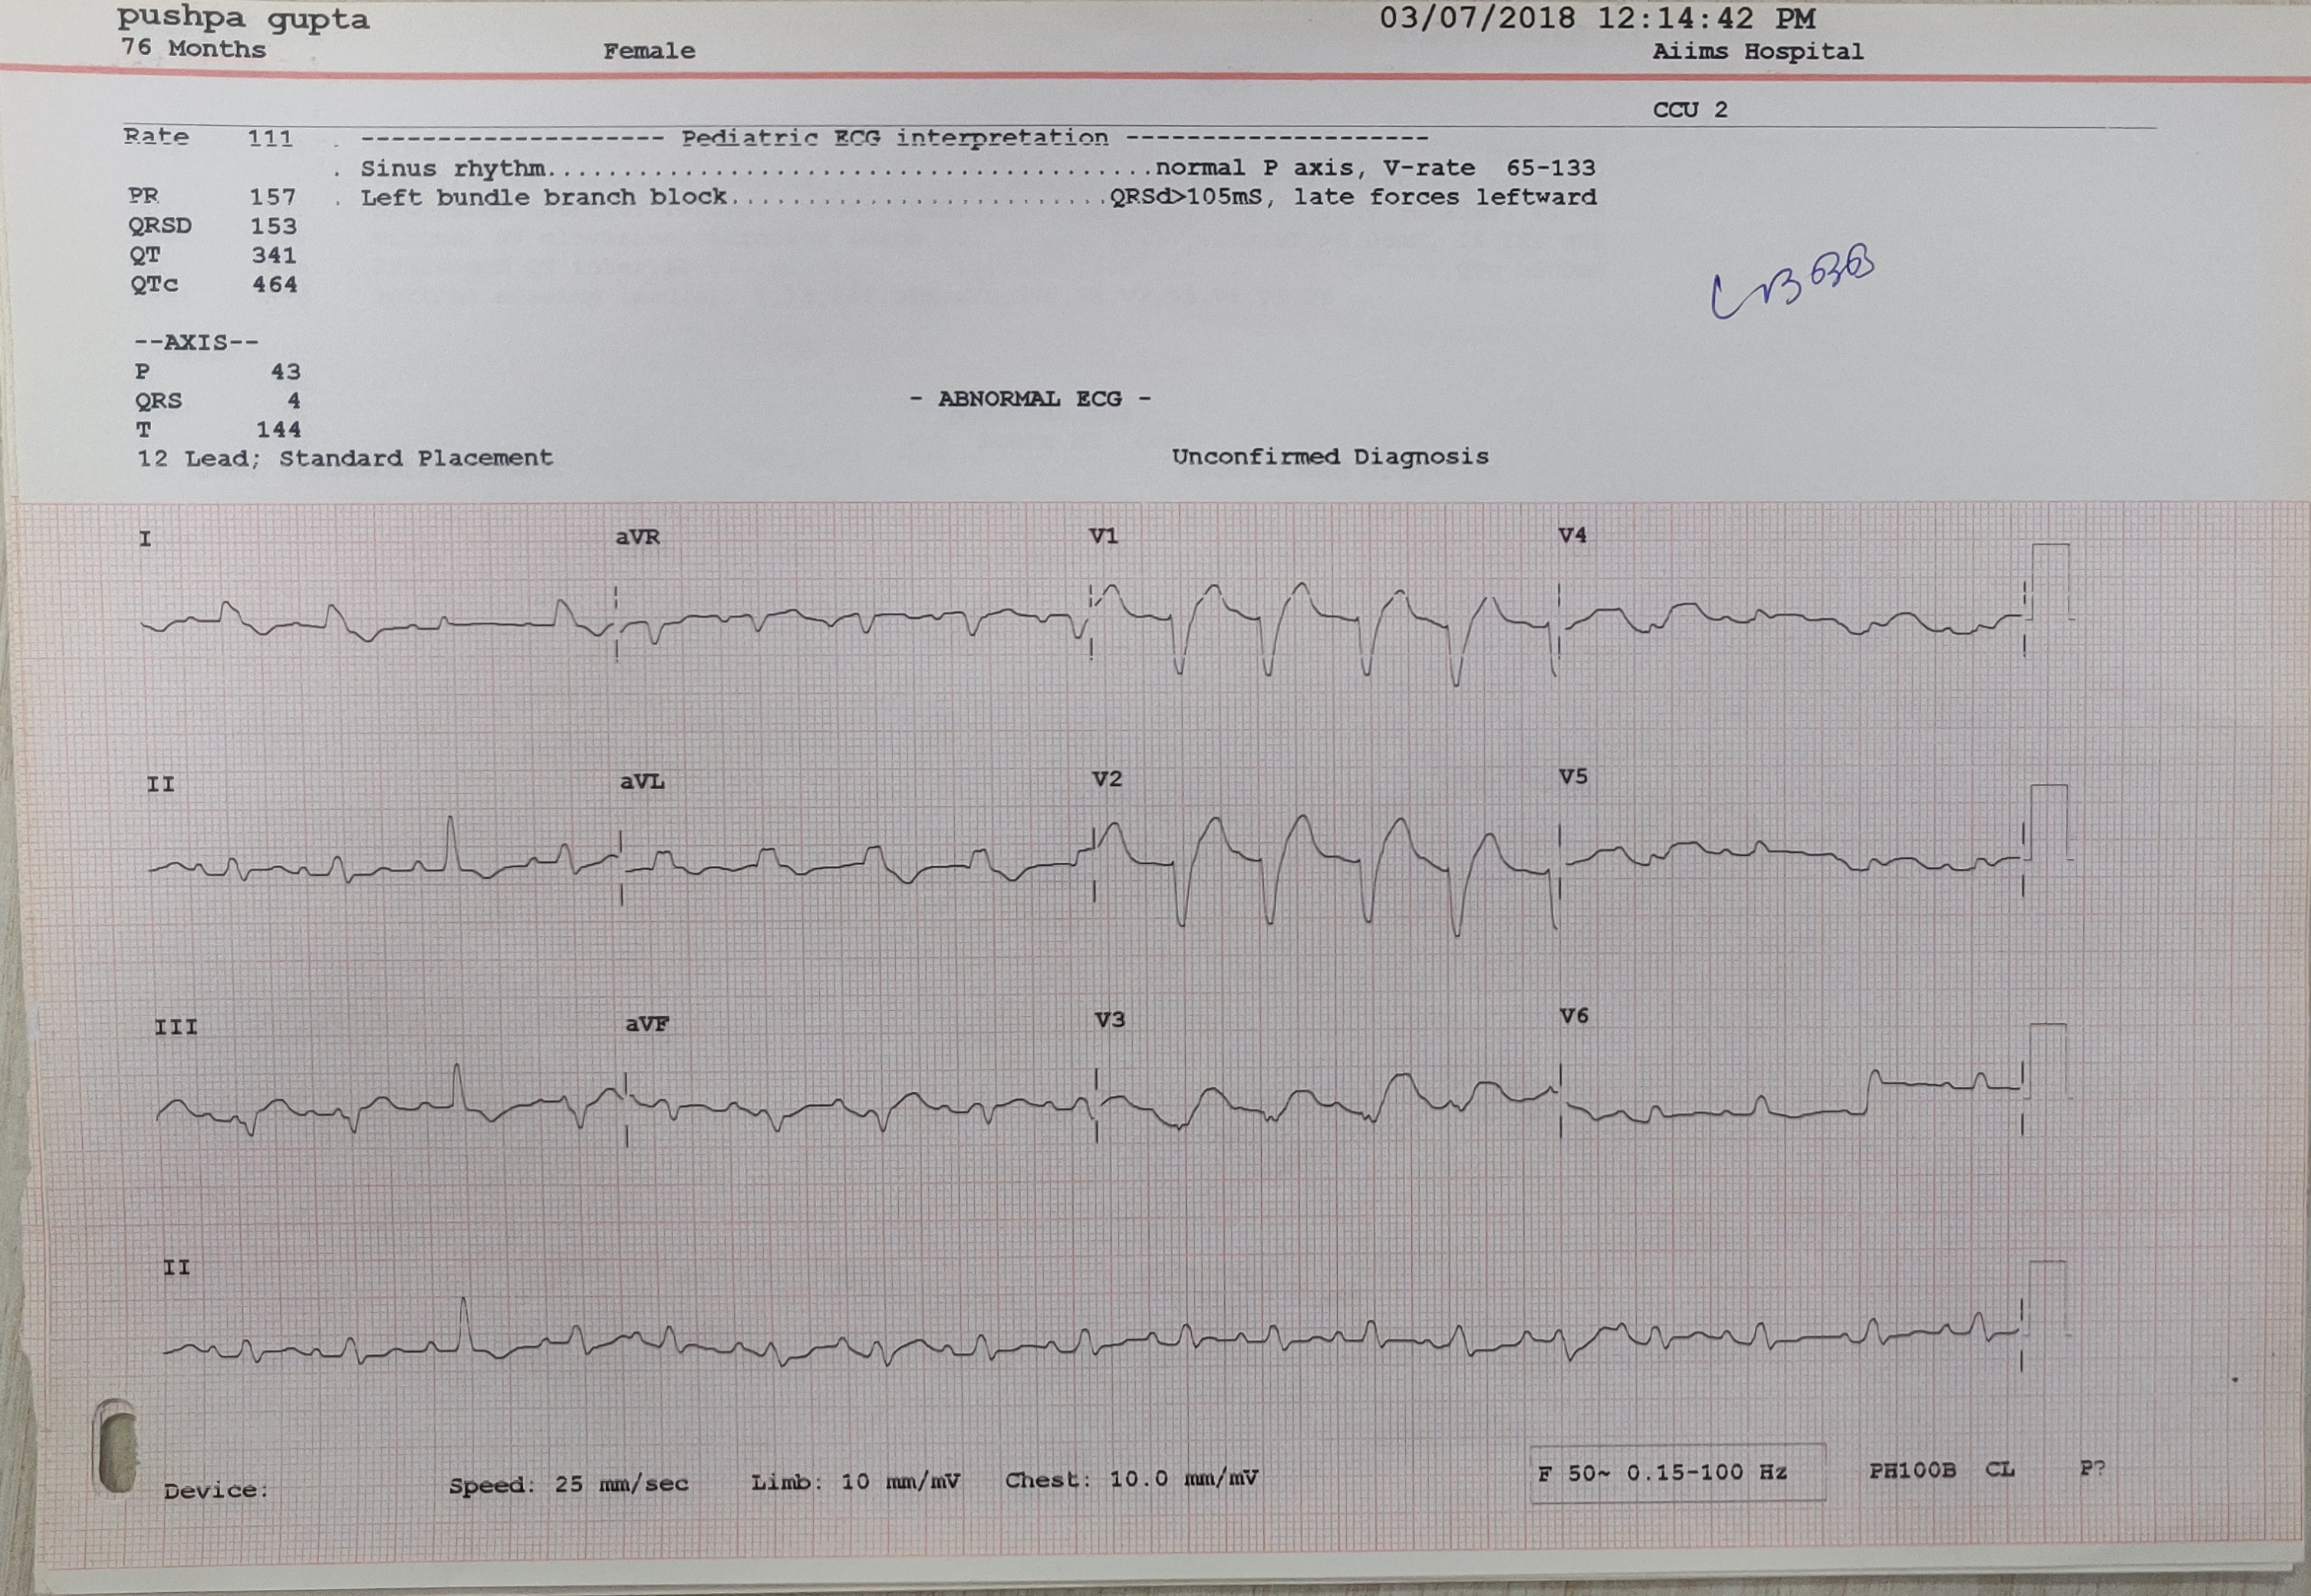 pushpa gupta 03/07/2018 12:14:42 PM
76 Months Female Aiims Hospital
CCU 2
Rate 111 . -------------------- Pediatric ECG interpretation --------------------
. Sinus rhythm.......................................normal P axis, V-rate 65-133
PR 157 . Left bundle branch block........................QRSd>105mS, late forces leftward
QRSD 153
QT 341
QTc 464
LBBB
--AXIS--
P 43
QRS 4 - ABNORMAL ECG -
T 144
12 Lead; Standard Placement Unconfirmed Diagnosis
I aVR V1 V4
II aVL V2 V5
III aVF V3 V6
II
Device: Speed: 25 mm/sec Limb: 10 mm/mV Chest: 10.0 mm/mV F 50~ 0.15-100 Hz PH100B CL P?